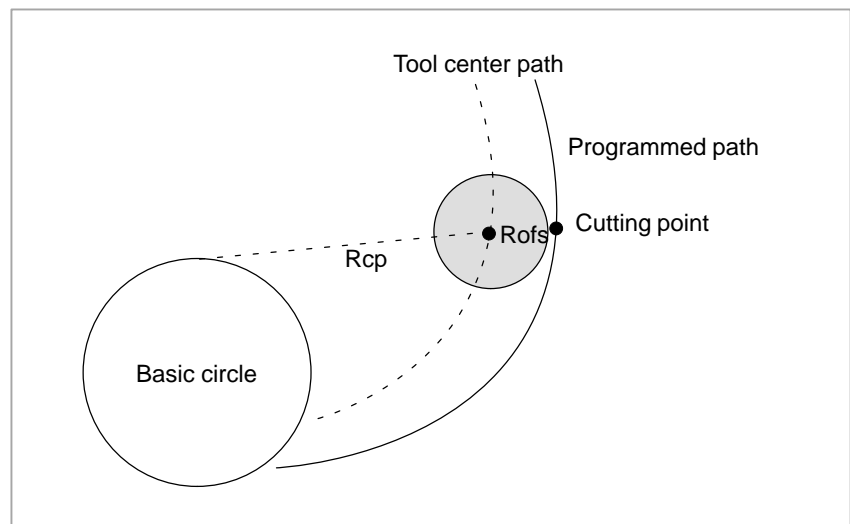 Tool center path
Programmed path
Cutting point
Rofs
Rcp
Basic circle